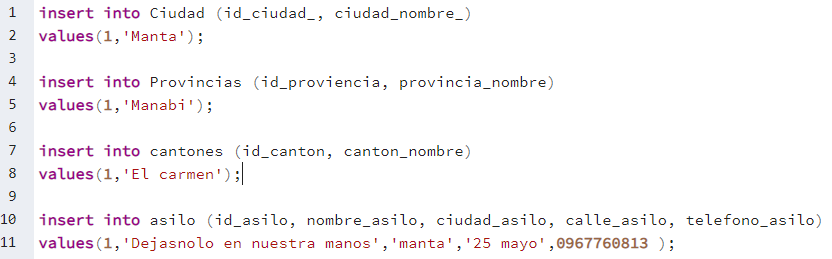 1 insert into Ciudad (id_ciudad_, ciudad_nombre_)
2 values(1,'Manta');
3
4 insert into Provincias (id_proviencia, provincia_nombre)
5 values(1,'Manabi');
6
7 insert into cantones (id_canton, canton_nombre)
8 values(1,'El carmen');
9
10 insert into asilo (id_asilo, nombre_asilo, ciudad_asilo, calle_asilo, telefono_asilo)
11 values(1,'Dejasnolo en nuestra manos','manta','25 mayo',0967760813 );